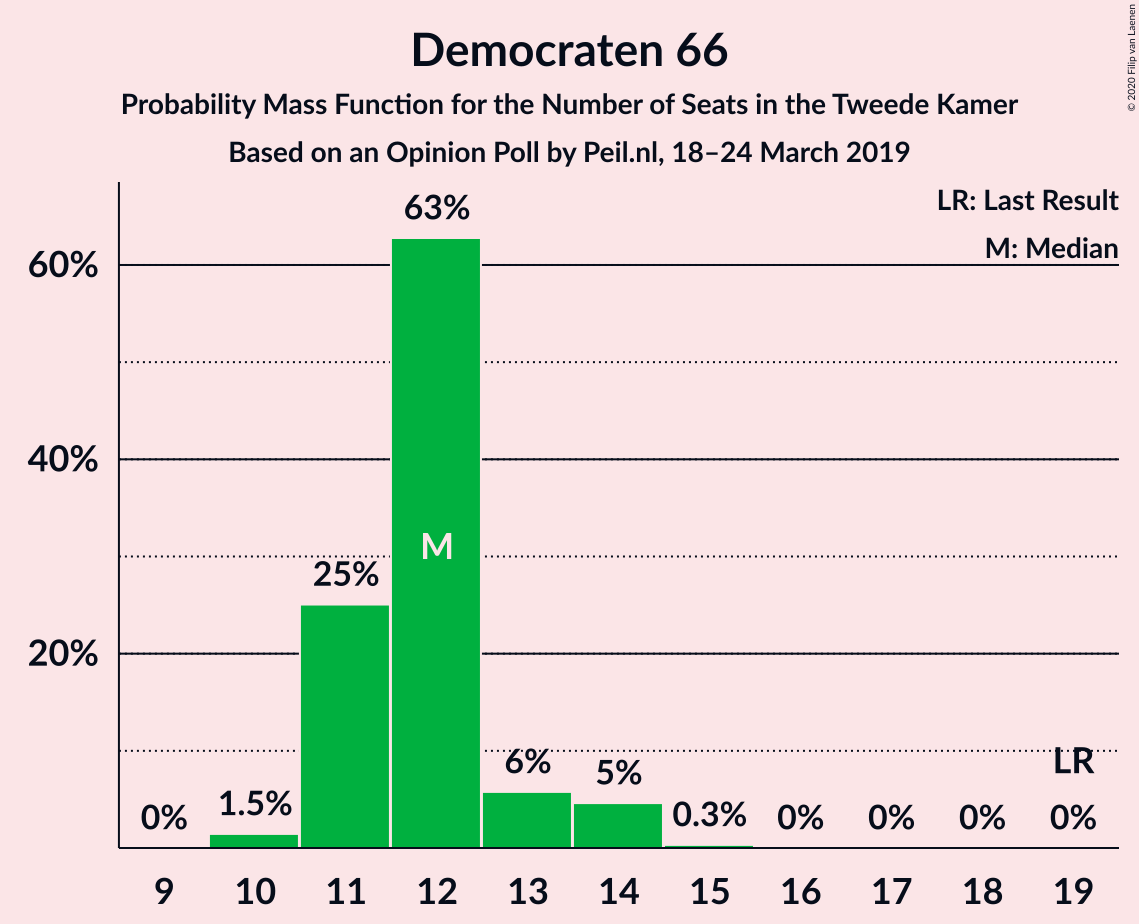 Democraten 66
Probability Mass Function for the Number of Seats in the Tweede Kamer
Based on an Opinion Poll by Peil.nl, 18–24 March 2019
© 2020 Filip van Laenen
LR: Last Result
M: Median
60%
40%
20%
0%
1.5%
25%
63%
M
6%
5%
0.3%
0%
0%
0%
LR
0%
9 10 11 12 13 14 15 16 17 18 19